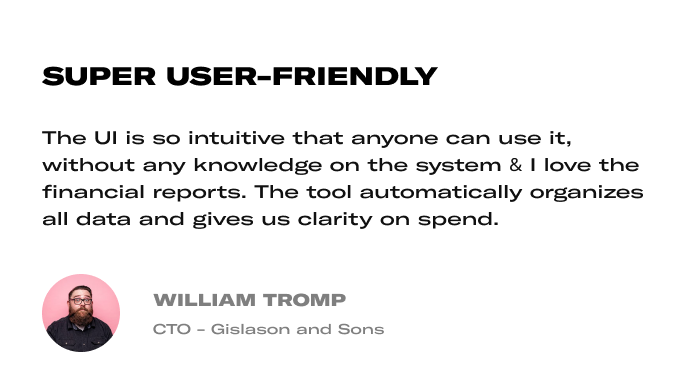 SUPER USER-FRIENDLY
The UI is so intuitive that anyone can use it,
without any knowledge on the system & I love the
financial reports. The tool automatically organizes
all data and gives us clarity on spend.
WILLIAM TROMP
CTO - Gislason and Sons